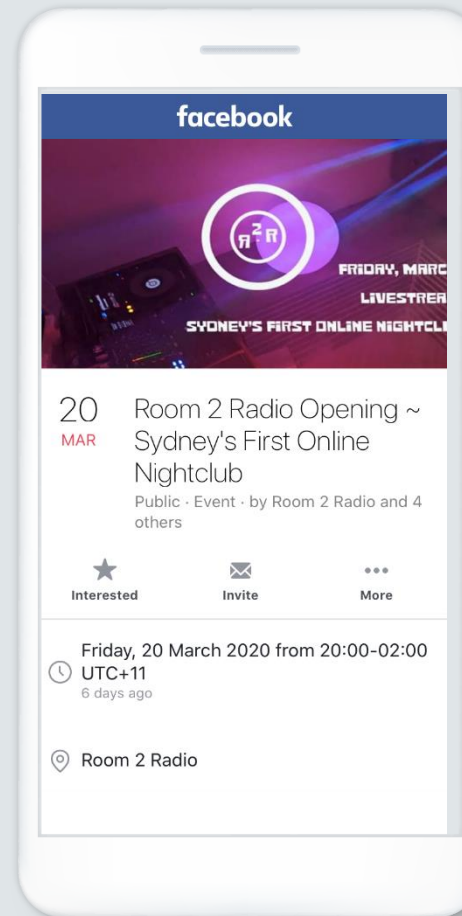 facebook
R2R
FRIDAY, MARC
LIVESTREA
SYDNEY'S FIRST ONLINE NIGHTCL
20
MAR
Room 2 Radio Opening ~
Sydney's First Online
Nightclub
Public · Event · by Room 2 Radio and 4
others
Interested
Invite
More
Friday, 20 March 2020 from 20:00-02:00
UTC+11
6 days ago
Room 2 Radio